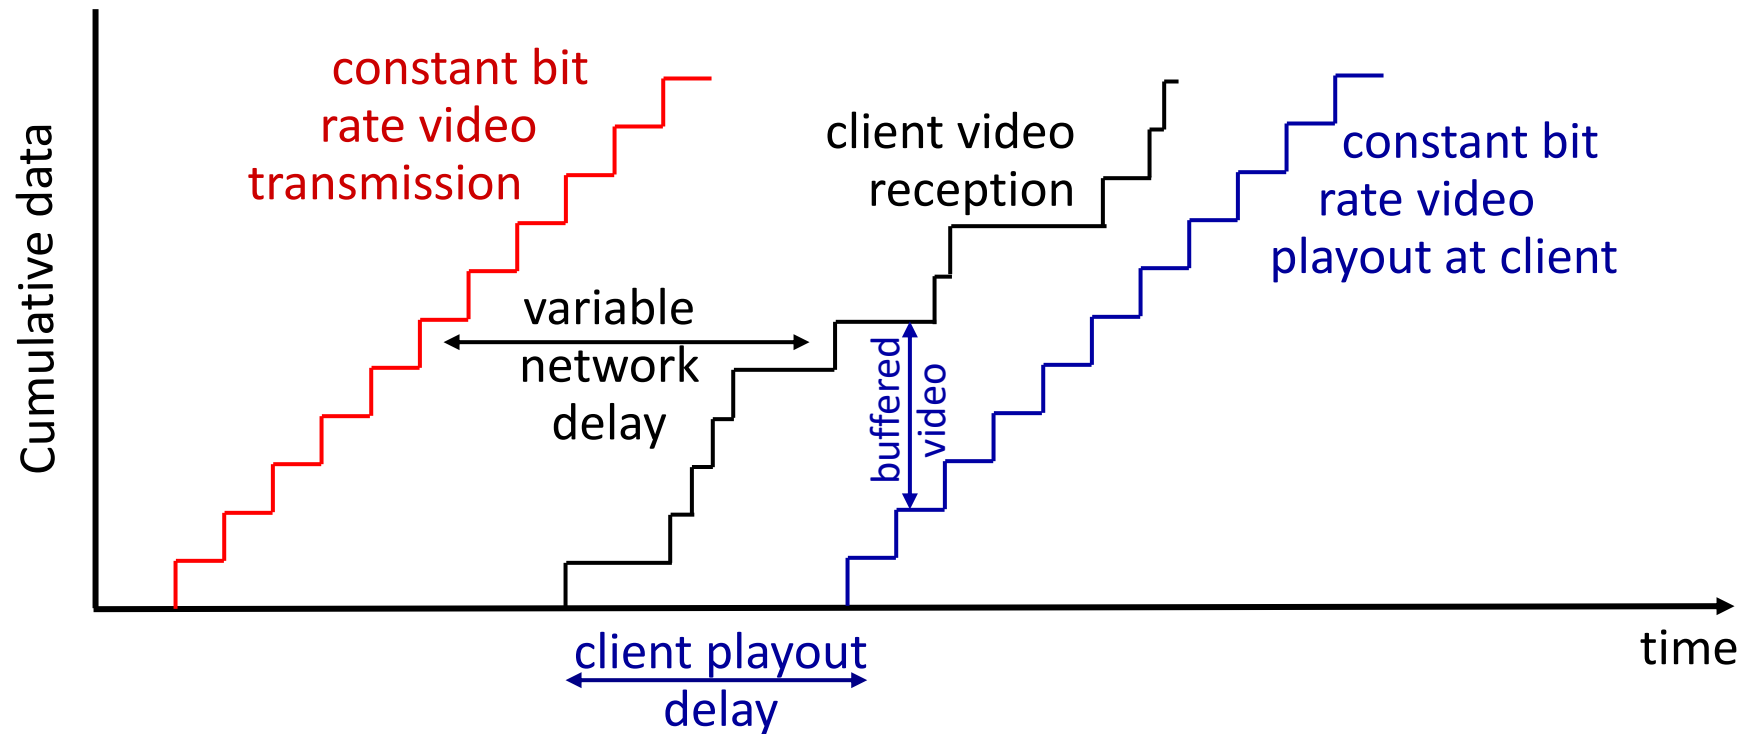 constant bit
rate video
transmission
client video
reception
constant bit
rate video
playout at client
variable
network
delay
buffered
video
Cumulative data
client playout
delay
time